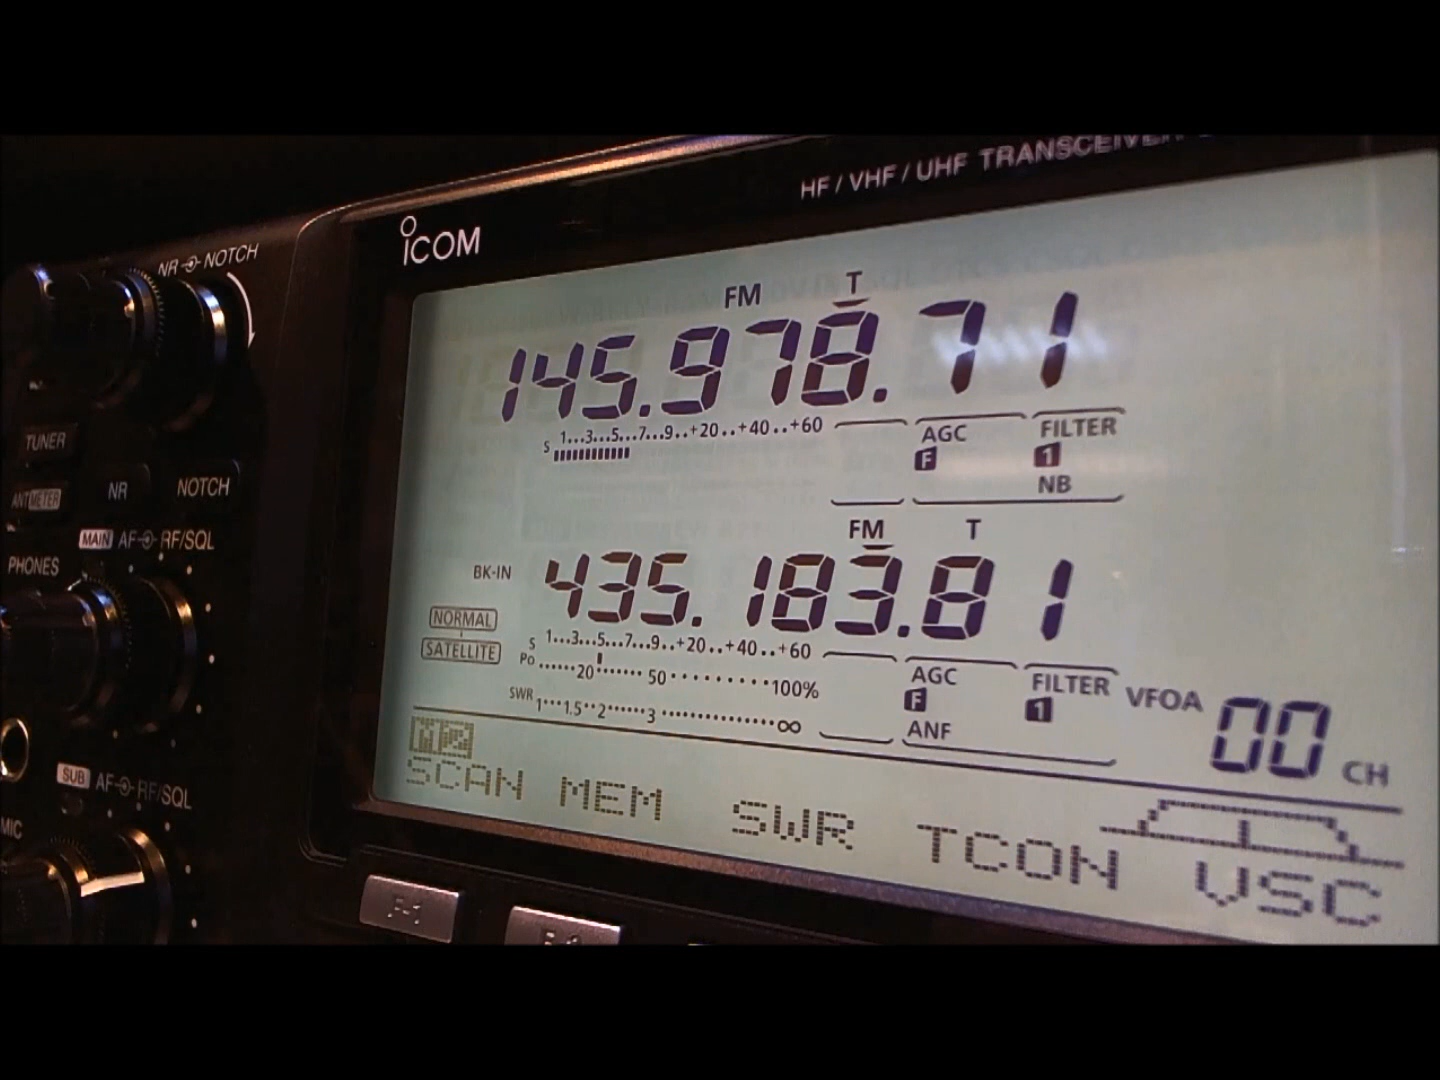 HF / VHF / UHF TRANSCEIVER
ICOM
NR NOTCH
FM T
145.978.71
S 1...3...5...7...9..+20..+40..+60
AGC FILTER
F 1
NB
TUNER
ANT METER
NR NOTCH
MAIN AF RF/SQL
PHONES
FM T
BK-IN 435.183.81
NORMAL
SATELLITE
S 1...3...5...7...9..+20..+40..+60
Po ......20.......50.........100%
SWR 1...1.5..2......3..............∞
AGC FILTER
F 1
ANF
VFOA 00 CH
SUB AF RF/SQL
MIC
SCAN MEM SWR TCON VSC
F-1